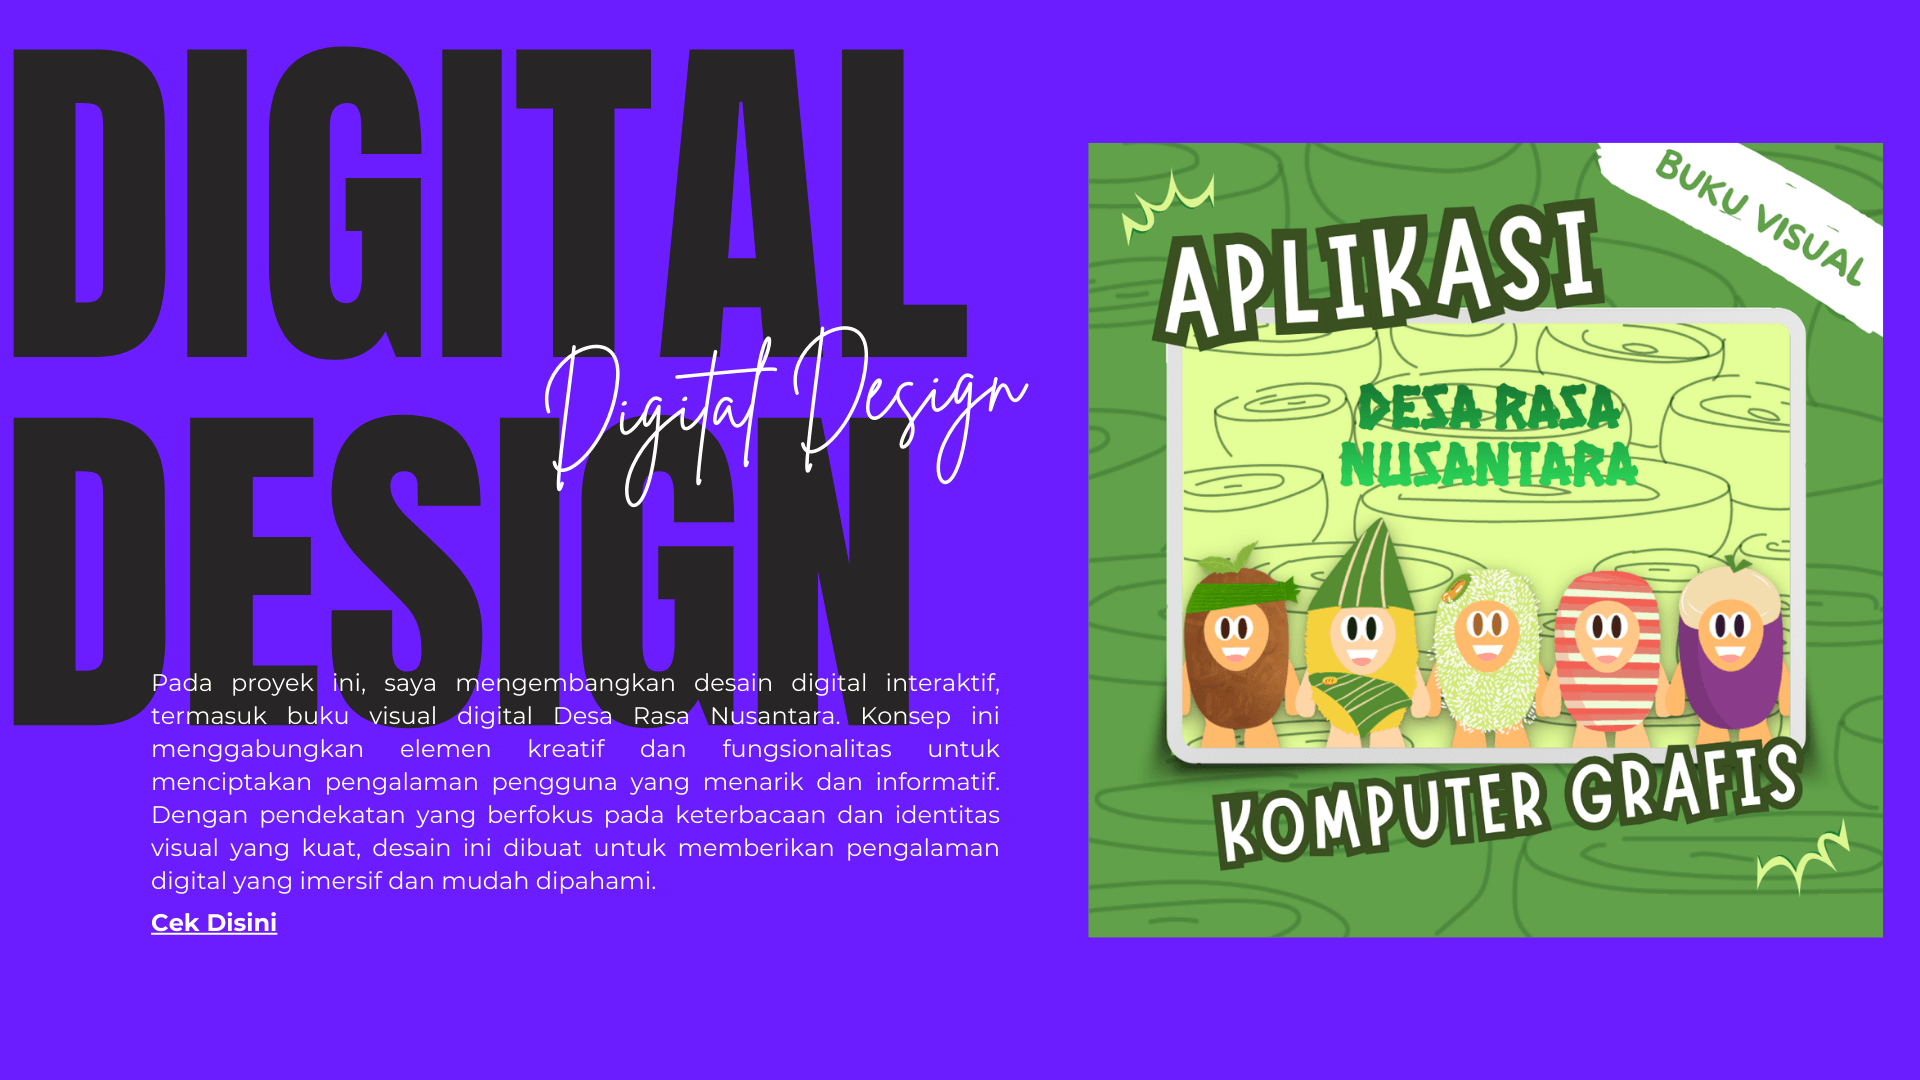 DIGITAL
DESIGN
Digital Design
Pada proyek ini, saya mengembangkan desain digital interaktif,
termasuk buku visual digital Desa Rasa Nusantara. Konsep ini
menggabungkan elemen kreatif dan fungsionalitas untuk
menciptakan pengalaman pengguna yang menarik dan informatif.
Dengan pendekatan yang berfokus pada keterbacaan dan identitas
visual yang kuat, desain ini dibuat untuk memberikan pengalaman
digital yang imersif dan mudah dipahami.
Cek Disini
BUKU VISUAL
APLIKASI
DESA RASA
NUSANTARA
KOMPUTER GRAFIS